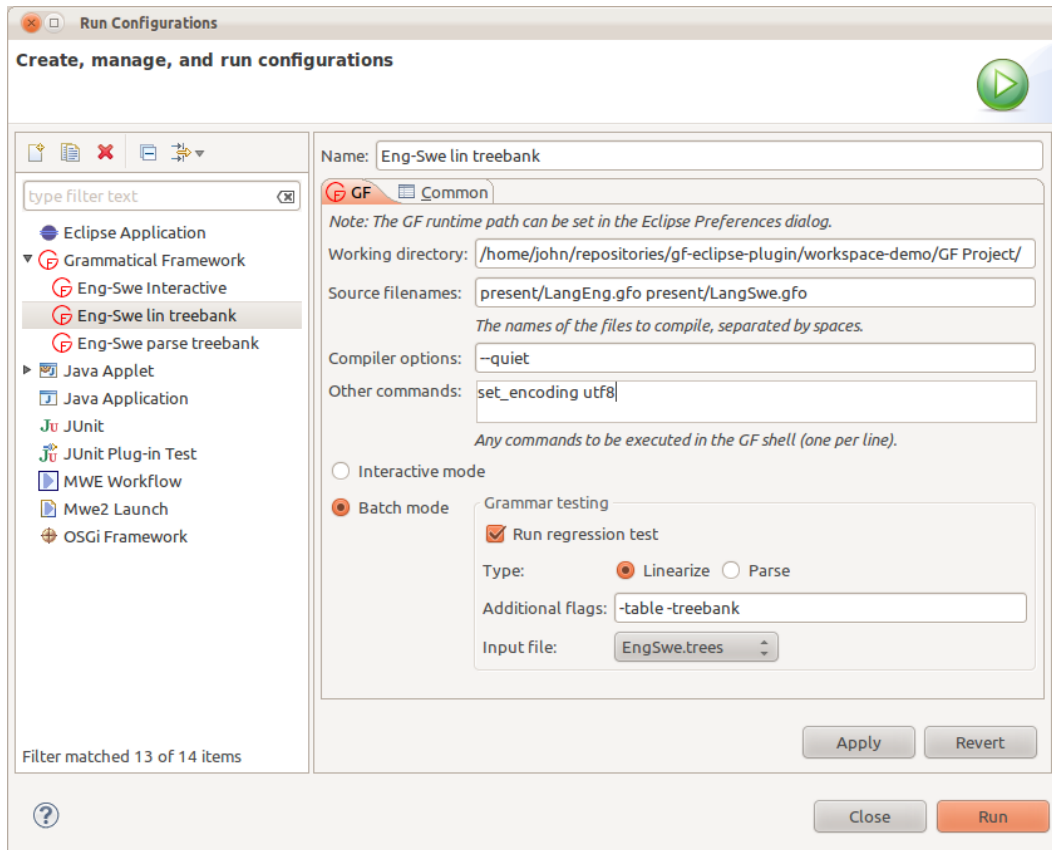 Run Configurations
Create, manage, and run configurations
type filter text
Eclipse Application
Grammatical Framework
Eng-Swe Interactive
Eng-Swe lin treebank
Eng-Swe parse treebank
Java Applet
Java Application
JUnit
JUnit Plug-in Test
MWE Workflow
Mwe2 Launch
OSGi Framework
Filter matched 13 of 14 items
Name: Eng-Swe lin treebank
GF Common
Note: The GF runtime path can be set in the Eclipse Preferences dialog.
Working directory: /home/john/repositories/gf-eclipse-plugin/workspace-demo/GF Project/
Source filenames: present/LangEng.gfo present/LangSwe.gfo
The names of the files to compile, separated by spaces.
Compiler options: --quiet
Other commands: set_encoding utf8
Any commands to be executed in the GF shell (one per line).
Interactive mode
Batch mode
Grammar testing
Run regression test
Type: Linearize Parse
Additional flags: -table -treebank
Input file: EngSwe.trees
Apply Revert
Close Run